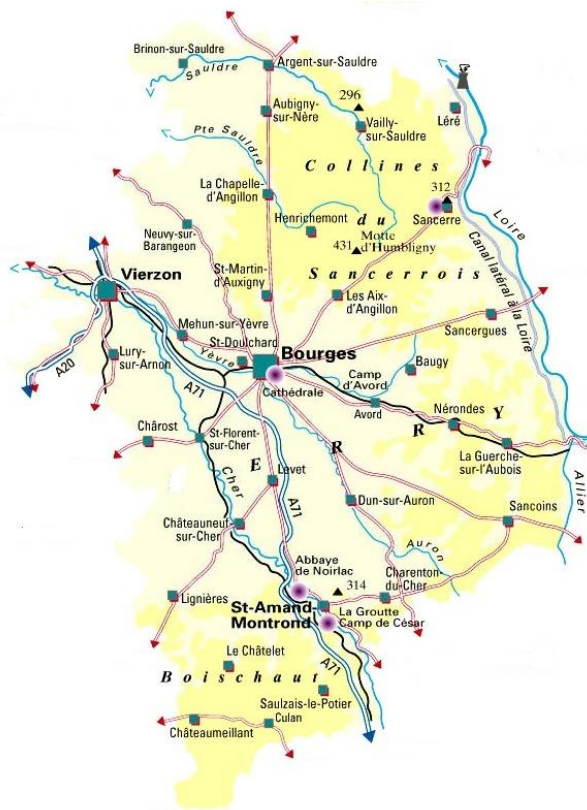 Brinon-sur-Sauldre
Argent-sur-Sauldre
Sauldre
Aubigny-
sur-Nère
296
Vailly-
sur-Sauldre
Léré
Pte Sauldre
Collines
La Chapelle-
d'Angillon
312
Henrichemont
du
Sancerre
Loire
Neuvy-sur-
Barangeon
431
Motte
d'Humbligny
Canal latéral à la Loire
Vierzon
St-Martin-
d'Auxigny
Sancerrois
Les Aix-
d'Angillon
Mehun-sur-Yèvre
St-Doulchard
Sancergues
Yèvre
Bourges
Lury-
sur-Arnon
A20
A71
Cathédrale
Camp
d'Avord
Baugy
Avord
Nérondes
Chârost
St-Florent-
sur-Cher
B E R R Y
La Guerche-
sur-l'Aubois
Cher
Levet
Allier
A71
Dun-sur-Auron
Sancoins
Châteauneuf-
sur-Cher
Auron
Abbaye
de Noirlac
314
Charenton-
du-Cher
Lignières
St-Amand-
Montrond
La Groutte
Camp de César
Le Châtelet
A71
Boischaut
Saulzais-le-Potier
Culan
Châteaumeillant